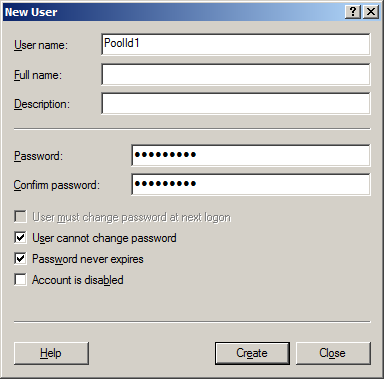 New User
User name: PoolId1
Full name:
Description:
Password: ●●●●●●●●●
Confirm password: ●●●●●●●●●
User must change password at next logon
User cannot change password
Password never expires
Account is disabled
Help Create Close